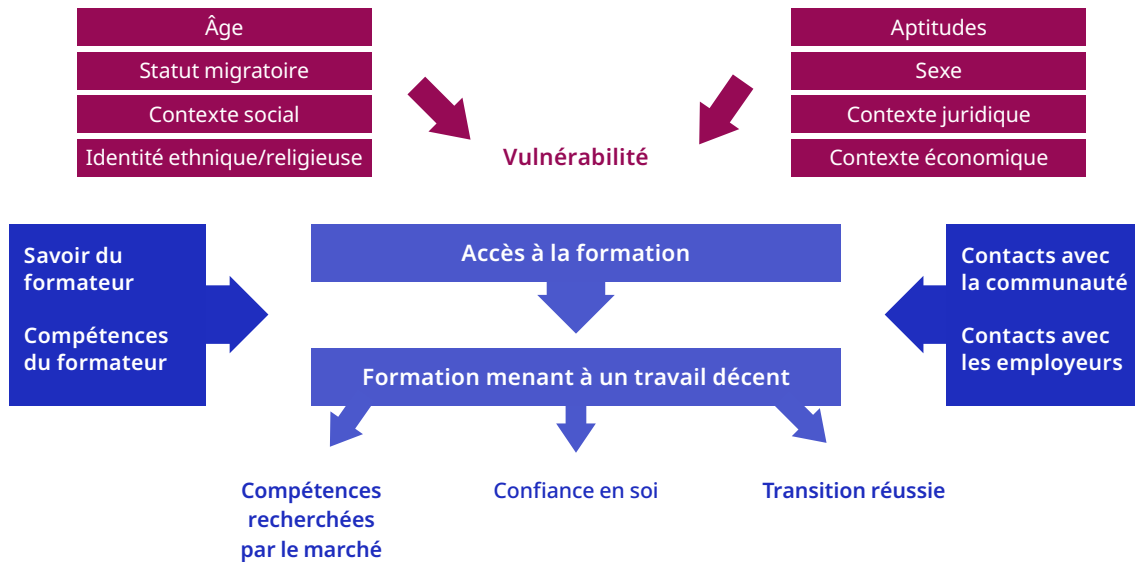 Âge
Statut migratoire
Contexte social
Identité ethnique/religieuse
Aptitudes
Sexe
Contexte juridique
Contexte économique
Vulnérabilité
Savoir du
formateur
Compétences
du formateur
Accès à la formation
Formation menant à un travail décent
Contacts avec
la communauté
Contacts avec
les employeurs
Compétences
recherchées
par le marché
Confiance en soi
Transition réussie